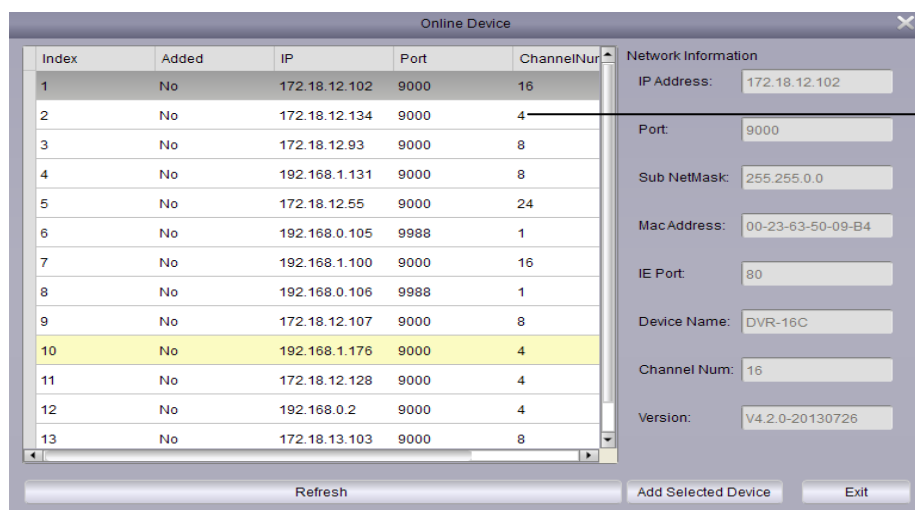 Online Device
Index Added IP Port ChannelNur
1 No 172.18.12.102 9000 16
2 No 172.18.12.134 9000 4
3 No 172.18.12.93 9000 8
4 No 192.168.1.131 9000 8
5 No 172.18.12.55 9000 24
6 No 192.168.0.105 9988 1
7 No 192.168.1.100 9000 16
8 No 192.168.0.106 9988 1
9 No 172.18.12.107 9000 8
10 No 192.168.1.176 9000 4
11 No 172.18.12.128 9000 4
12 No 192.168.0.2 9000 4
13 No 172.18.13.103 9000 8
Network Information
IP Address: 172.18.12.102
Port: 9000
Sub NetMask: 255.255.0.0
Mac Address: 00-23-63-50-09-B4
IE Port: 80
Device Name: DVR-16C
Channel Num: 16
Version: V4.2.0-20130726
Refresh Add Selected Device Exit